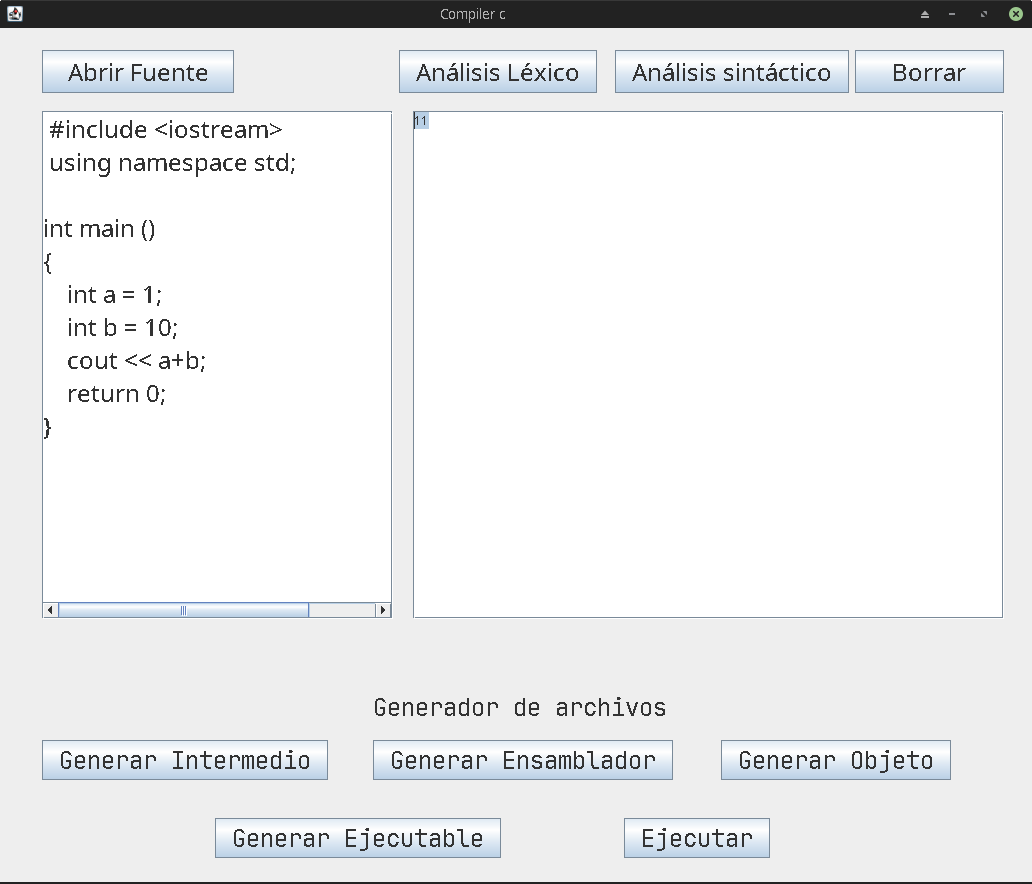 Compiler c
Abrir Fuente
Análisis Léxico
Análisis sintáctico
Borrar
#include <iostream>
using namespace std;
int main ()
{
int a = 1;
int b = 10;
cout << a+b;
return 0;
}
11
Generador de archivos
Generar Intermedio
Generar Ensamblador
Generar Objeto
Generar Ejecutable
Ejecutar